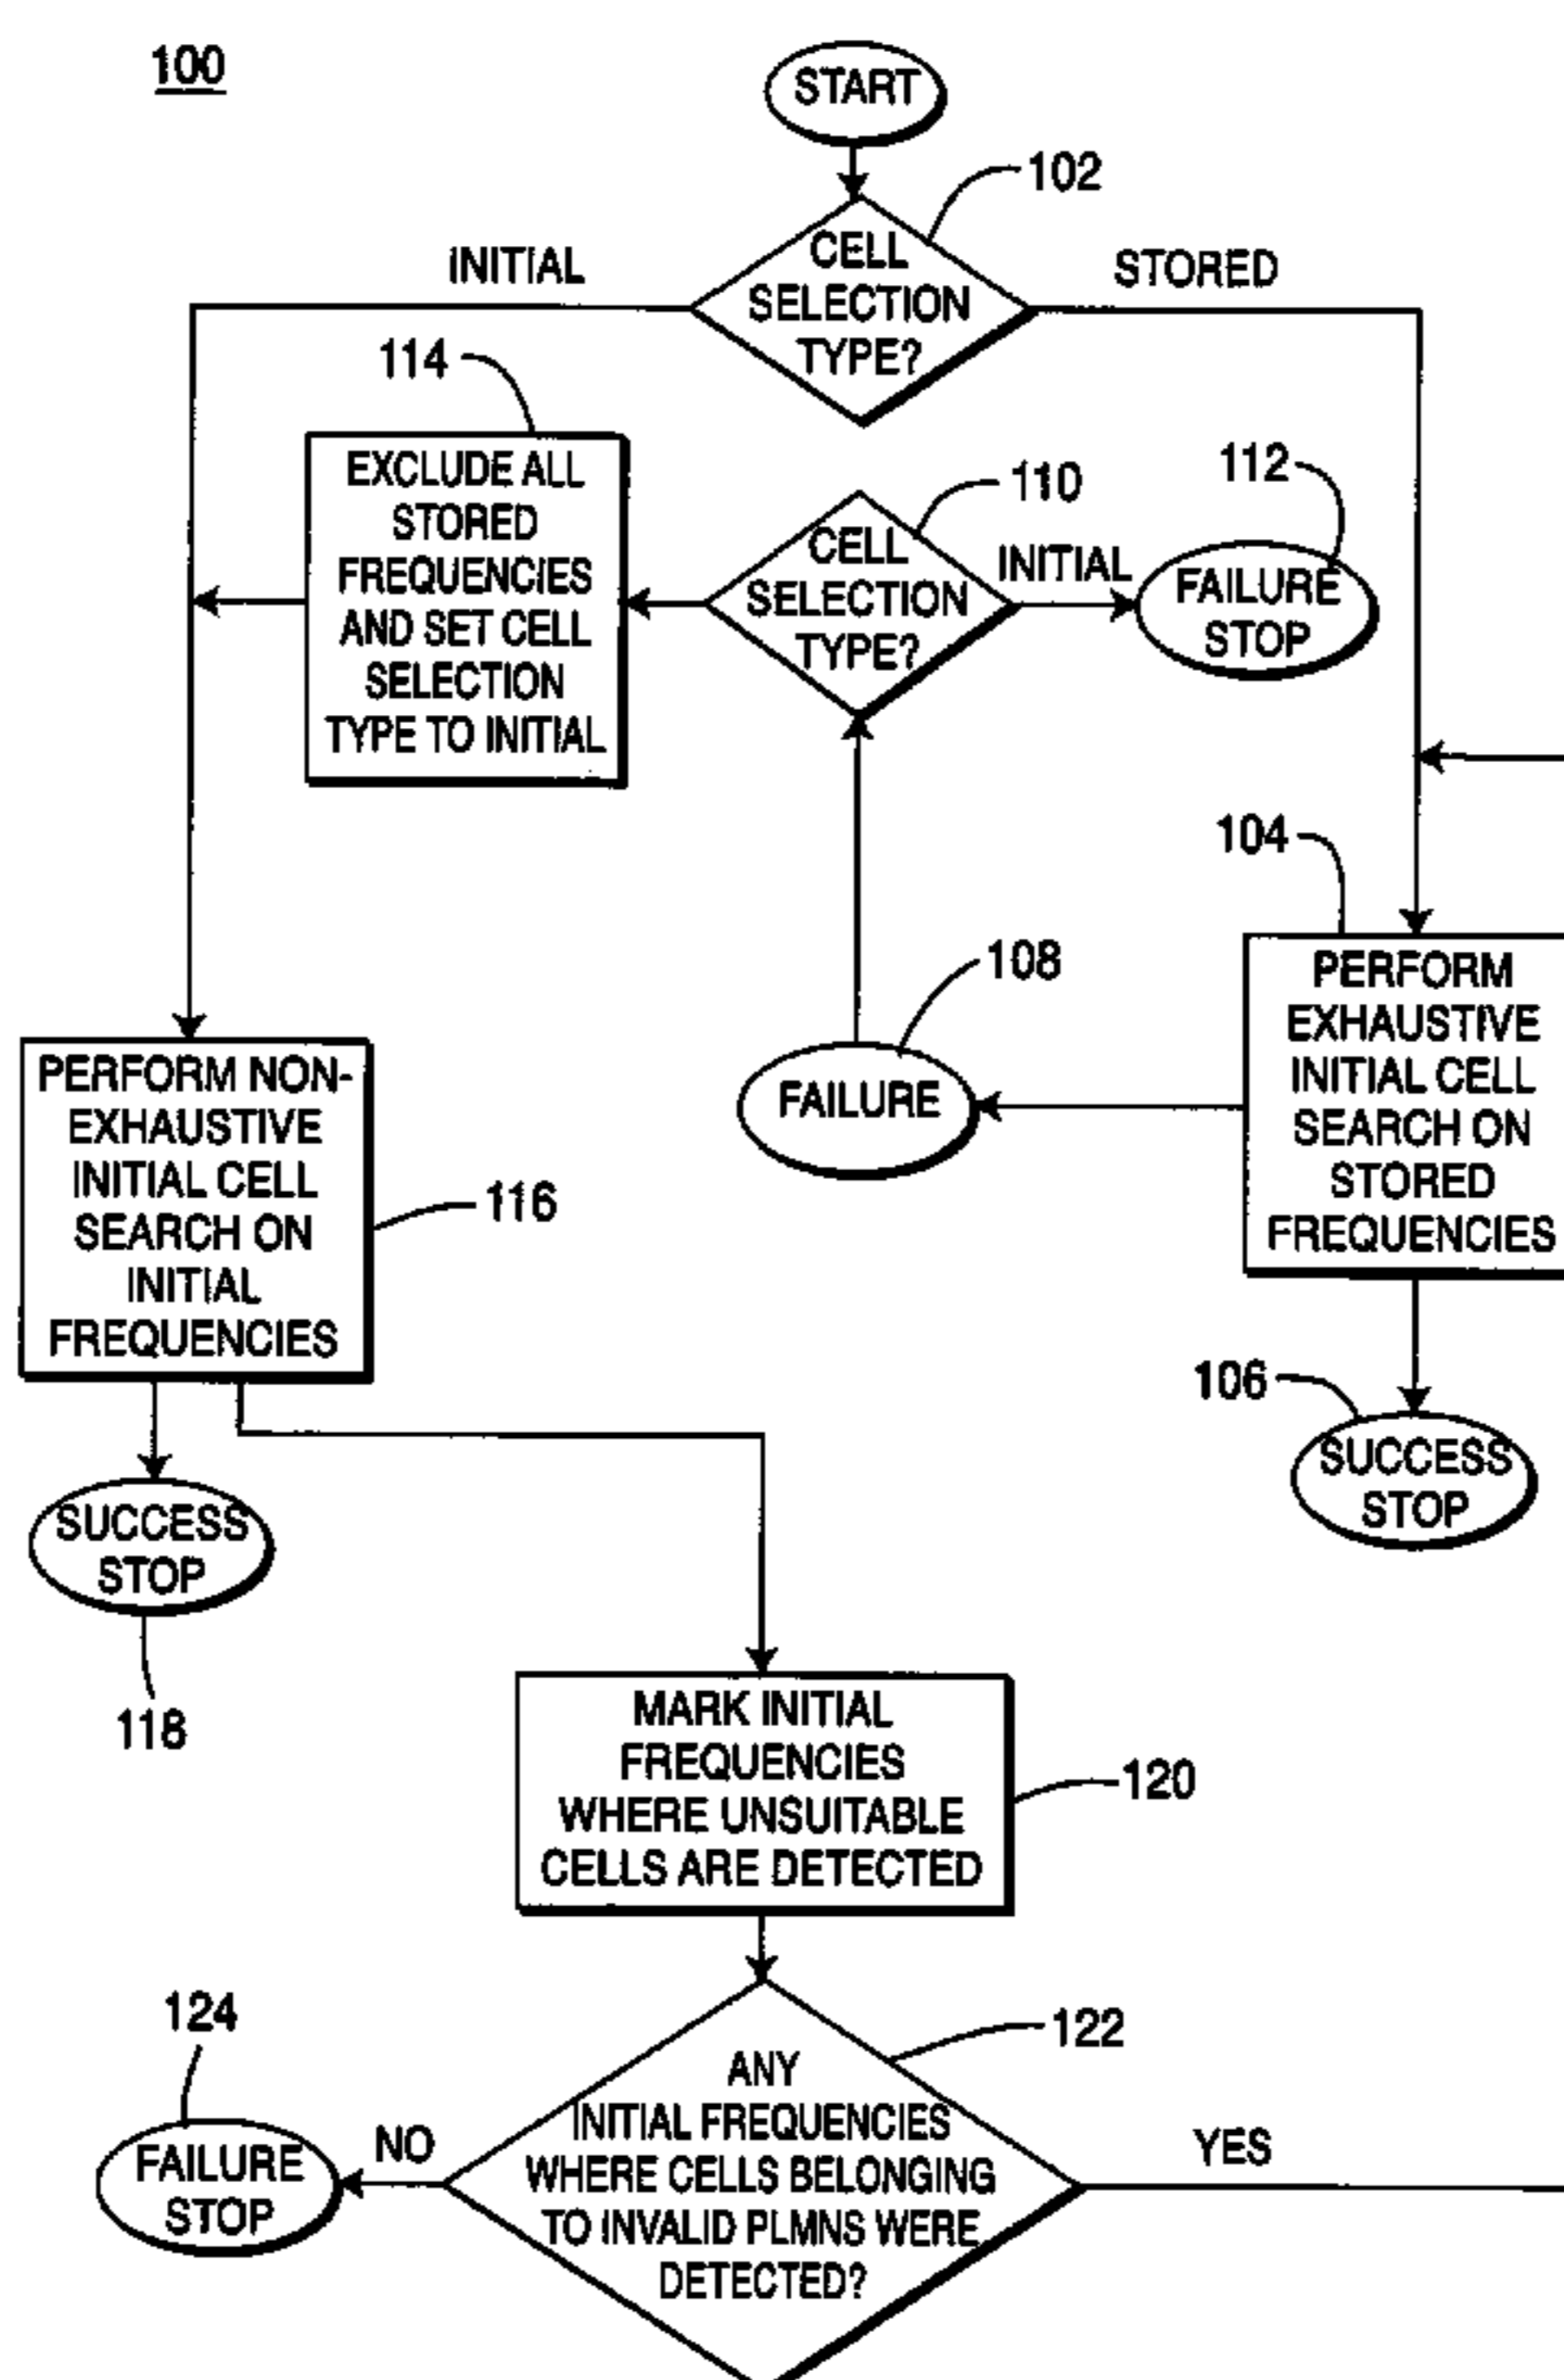 100
START
102
INITIAL
CELL
SELECTION
TYPE?
STORED
114
EXCLUDE ALL
STORED
FREQUENCIES
AND SET CELL
SELECTION
TYPE TO INITIAL
110
CELL
SELECTION
TYPE?
INITIAL
112
FAILURE
STOP
104
PERFORM
EXHAUSTIVE
INITIAL CELL
SEARCH ON
STORED
FREQUENCIES
108
FAILURE
PERFORM NON-
EXHAUSTIVE
INITIAL CELL
SEARCH ON
INITIAL
FREQUENCIES
116
106
SUCCESS
STOP
SUCCESS
STOP
118
MARK INITIAL
FREQUENCIES
WHERE UNSUITABLE
CELLS ARE DETECTED
120
124
FAILURE
STOP
NO
122
ANY
INITIAL FREQUENCIES
WHERE CELLS BELONGING
TO INVALID PLMNS WERE
DETECTED?
YES